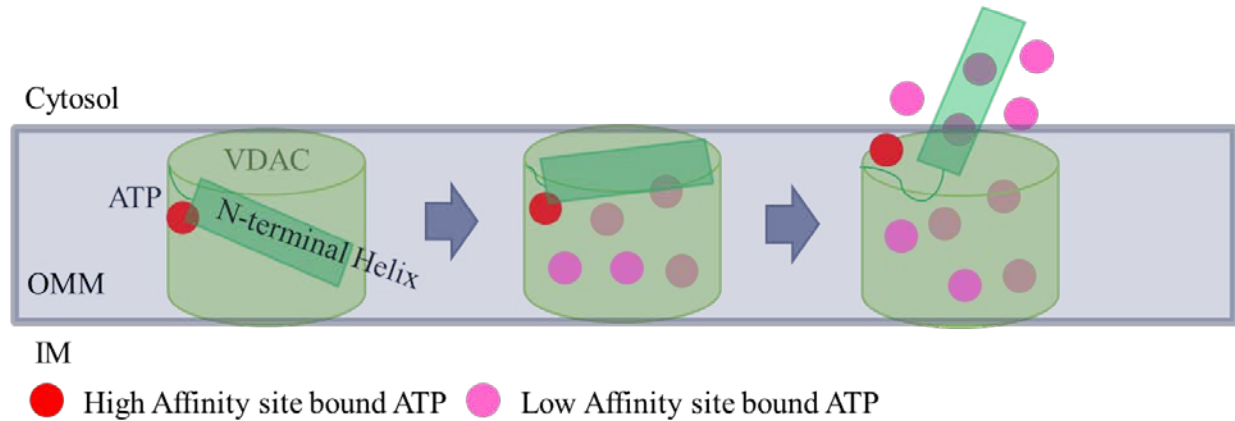 Cytosol
VDAC
ATP
N-terminal Helix
OMM
IM
High Affinity site bound ATP
Low Affinity site bound ATP